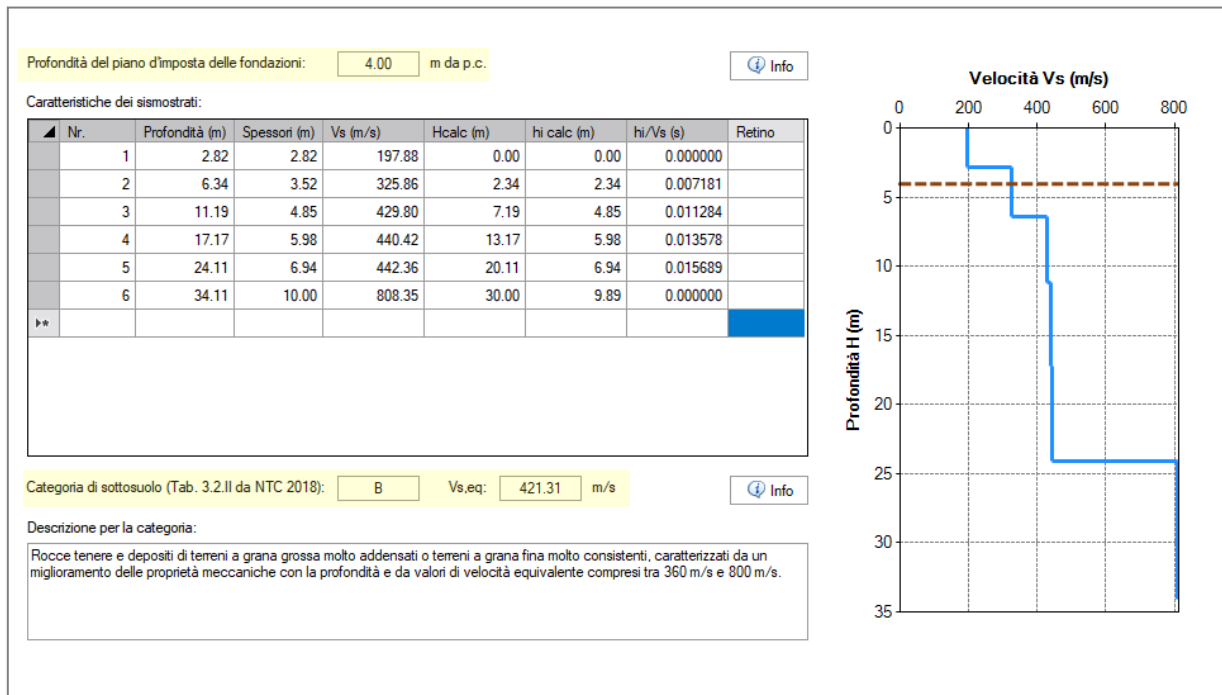 Profondità del piano d'imposta delle fondazioni: 4.00 m da p.c. Info
Caratteristiche dei sismostrati:
Nr. Profondità (m) Spessori (m) Vs (m/s) Hcalc (m) hi calc (m) hi/Vs (s) Retino
1 2.82 2.82 197.88 0.00 0.00 0.000000
2 6.34 3.52 325.86 2.34 2.34 0.007181
3 11.19 4.85 429.80 7.19 4.85 0.011284
4 17.17 5.98 440.42 13.17 5.98 0.013578
5 24.11 6.94 442.36 20.11 6.94 0.015689
6 34.11 10.00 808.35 30.00 9.89 0.000000
Categoria di sottosuolo (Tab. 3.2.II da NTC 2018): B Vs,eq: 421.31 m/s Info
Descrizione per la categoria:
Rocce tenere e depositi di terreni a grana grossa molto addensati o terreni a grana fina molto consistenti, caratterizzati da un
miglioramento delle proprietà meccaniche con la profondità e da valori di velocità equivalente compresi tra 360 m/s e 800 m/s.
Velocità Vs (m/s)
0 200 400 600 800
0
5
10
15
20
25
30
35
Profondità H (m)